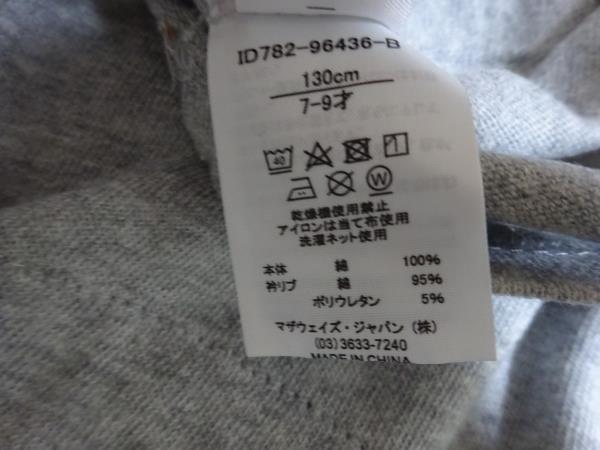 ID782-96436-B
130cm
7-9才
40
乾燥機使用禁止
アイロンは当て布使用
洗濯ネット使用
本体 綿 100%
衿リブ 綿 95%
ポリウレタン 5%
マザウェイズ・ジャパン(株)
(03)3633-7240
MADE IN CHINA